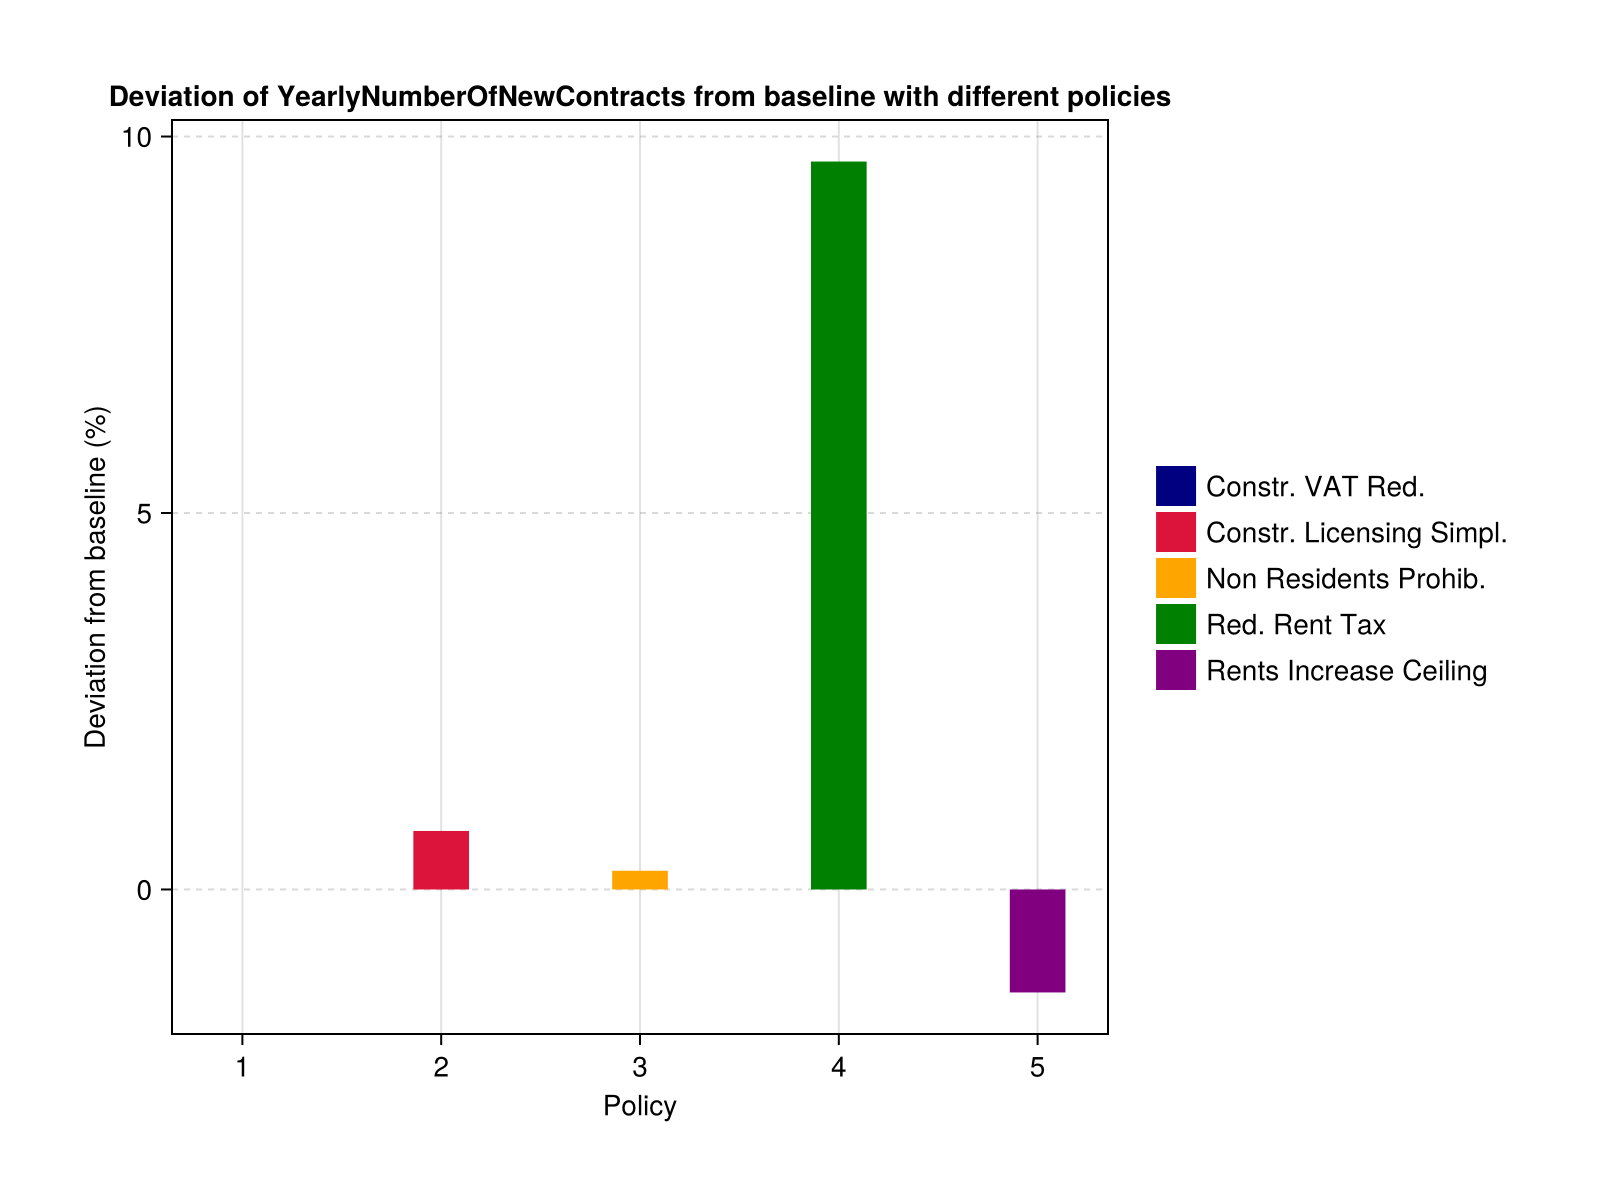 Deviation of YearlyNumberOfNewContracts from baseline with different policies
10
5
0
Deviation from baseline (%)
1 2 3 4 5
Policy
Constr. VAT Red.
Constr. Licensing Simpl.
Non Residents Prohib.
Red. Rent Tax
Rents Increase Ceiling